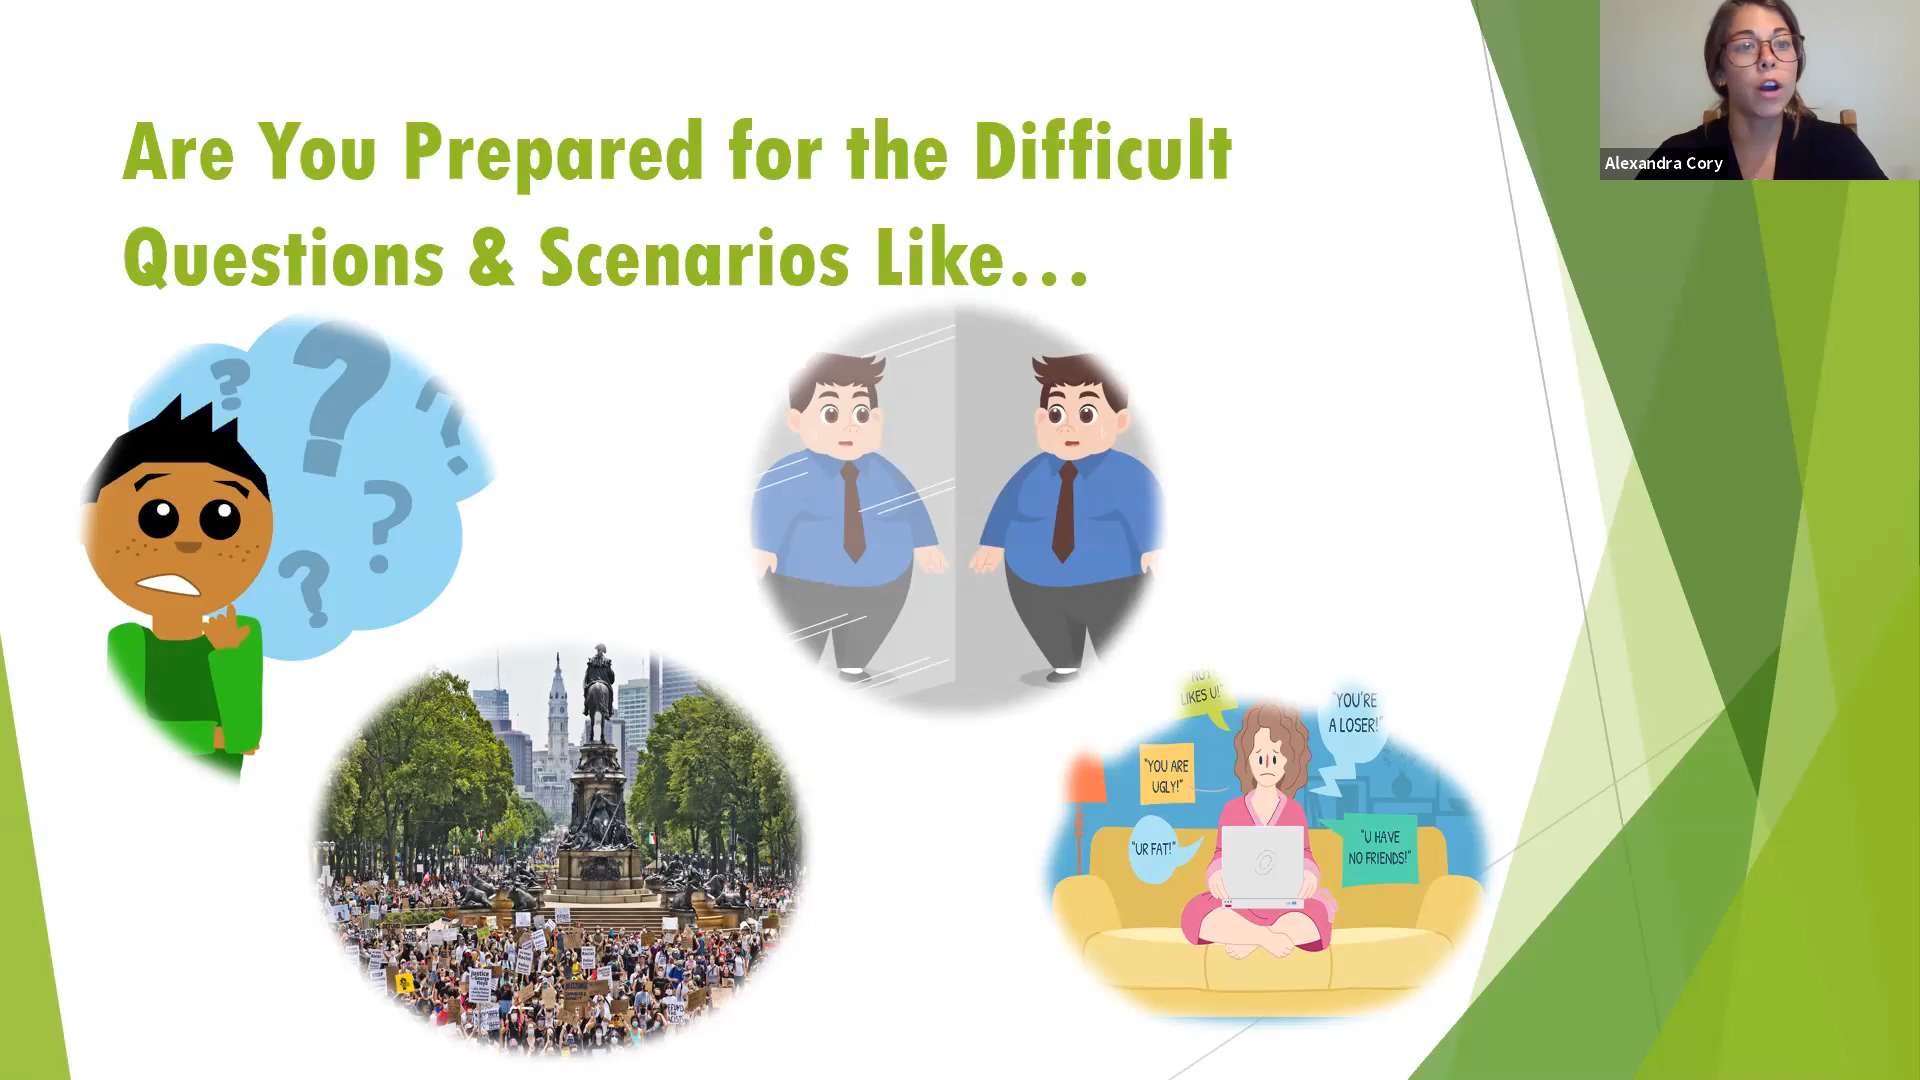 Are You Prepared for the Difficult
Questions & Scenarios Like...
Alexandra Cory
?
?
?
?
?
LIKES U!"
"YOU'RE
A LOSER!"
"YOU ARE
UGLY!"
"UR FAT!"
"U HAVE
NO FRIENDS!"
Justice